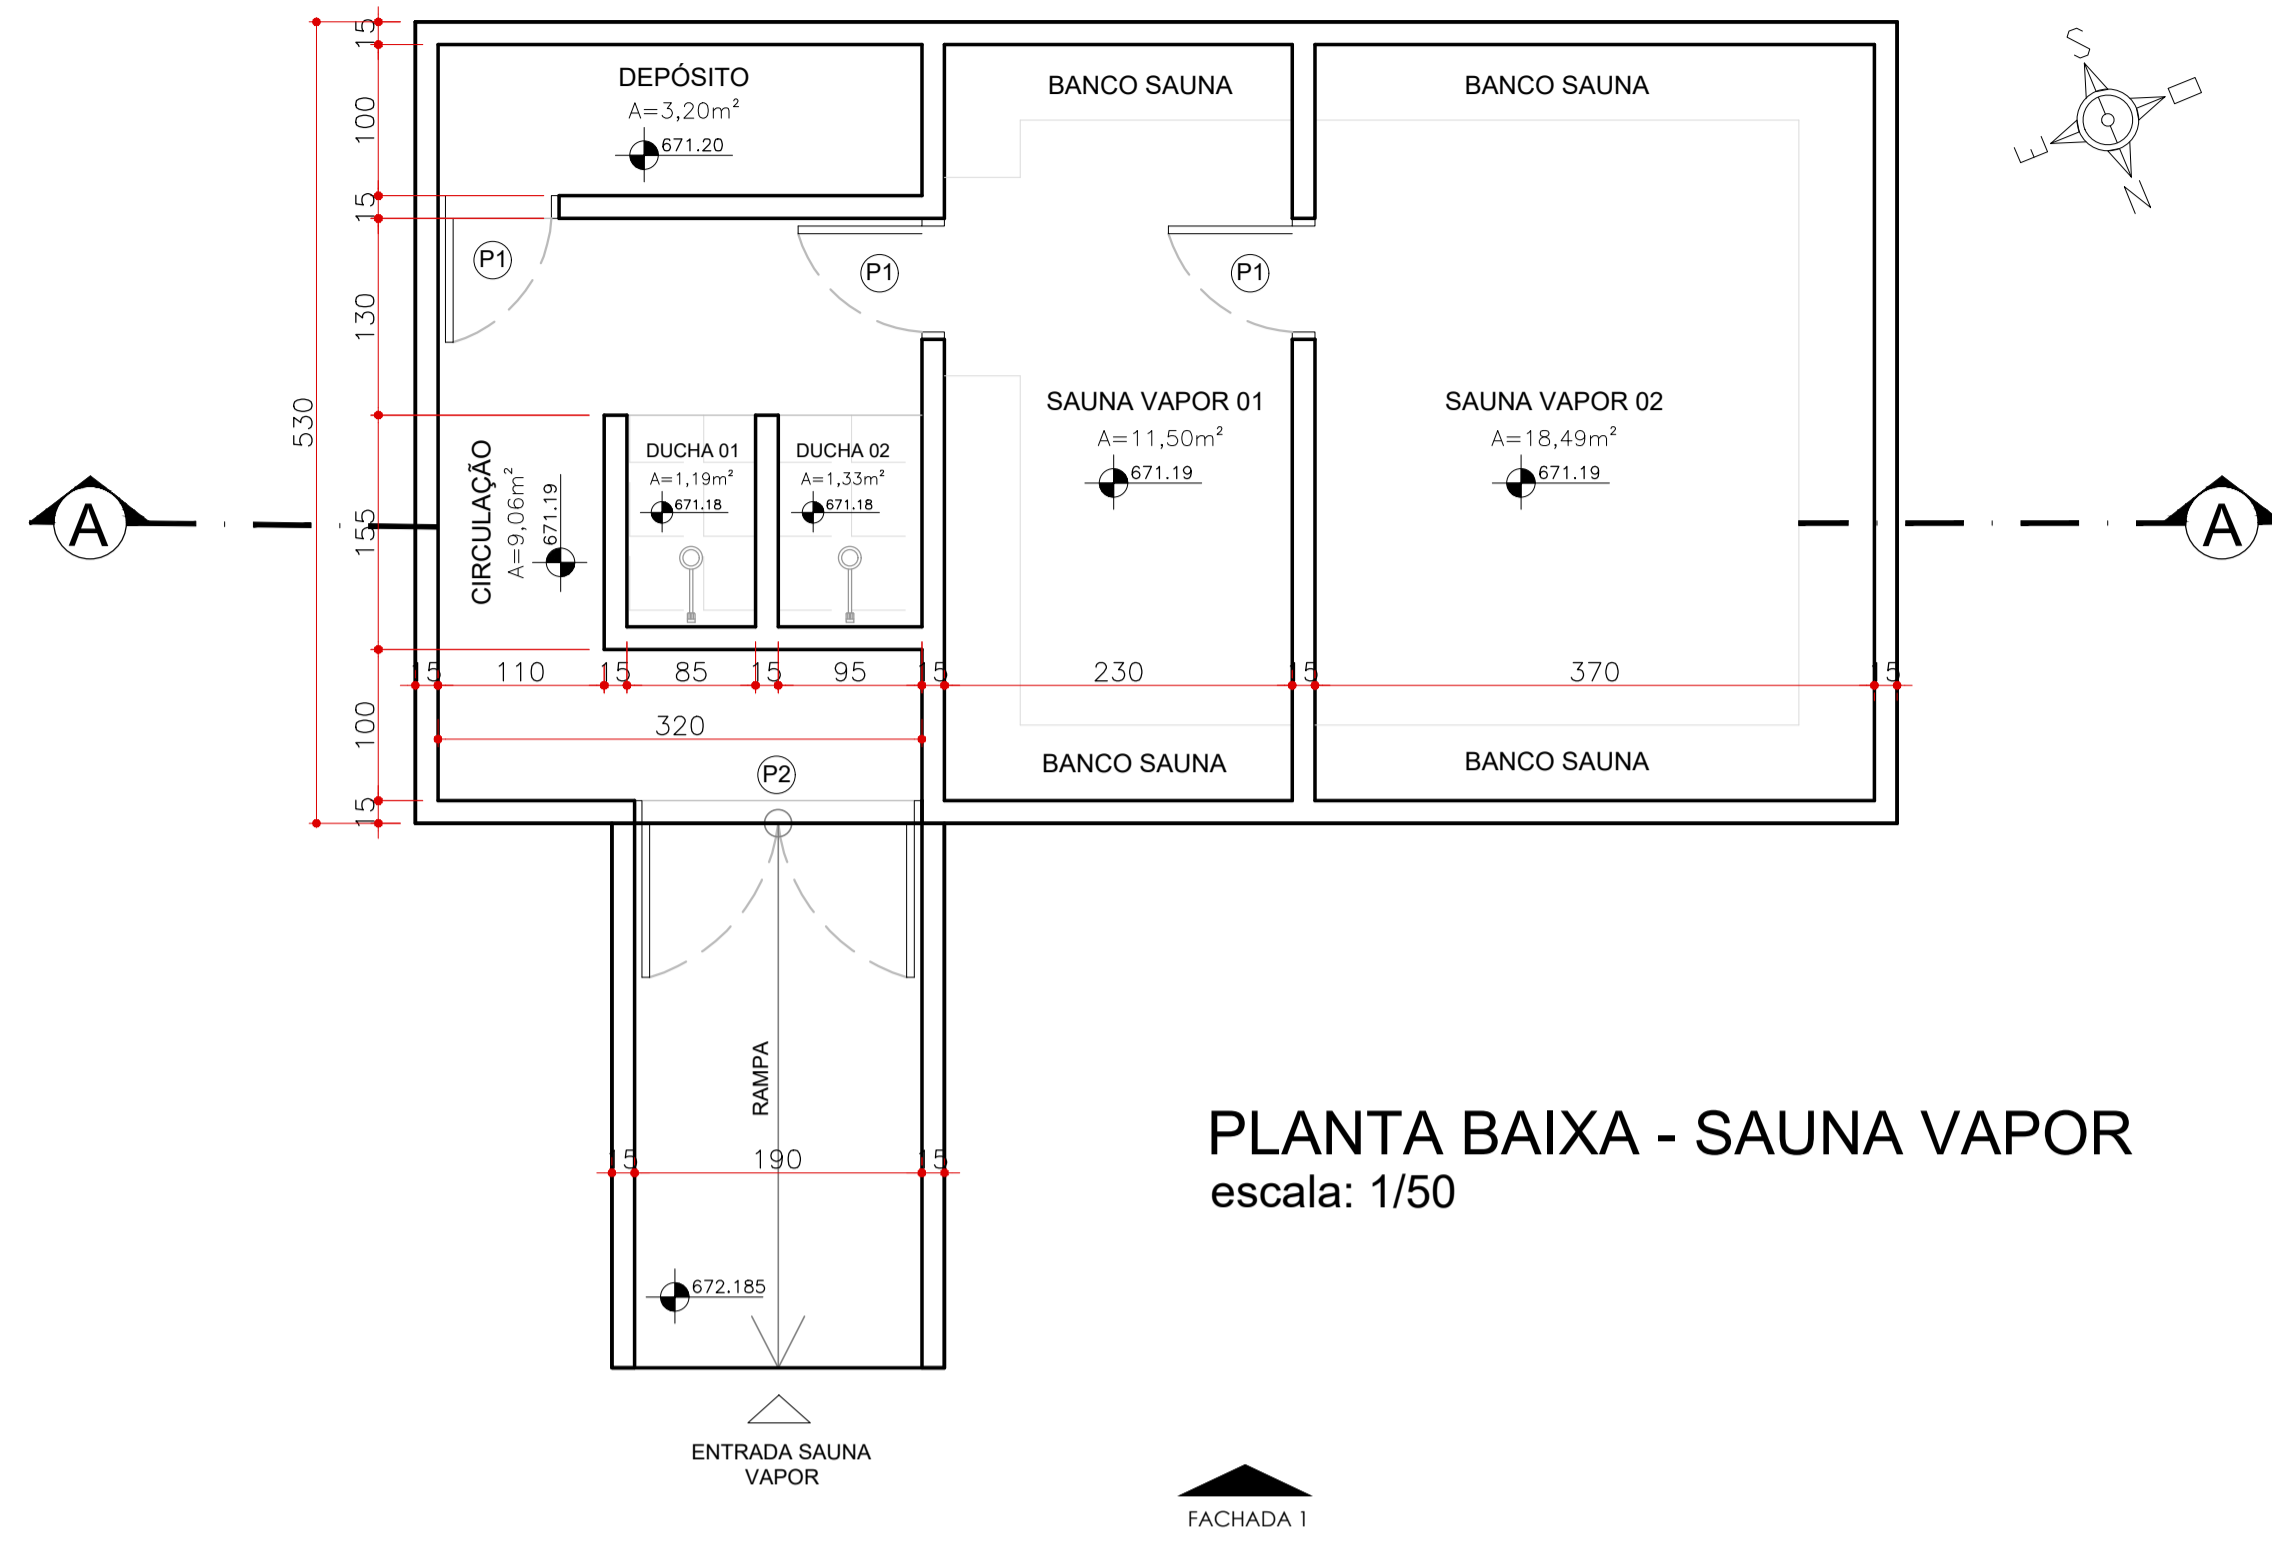 15
S
DEPÓSITO
A=3,20m²
671.20
BANCO SAUNA
BANCO SAUNA
100
E
N
15
P1
P1
P1
130
530
SAUNA VAPOR 01
A=11,50m²
671.19
SAUNA VAPOR 02
A=18,49m²
671.19
CIRCULAÇÃO
A=9,06m²
671.19
DUCHA 01
A=1,19m²
671.18
DUCHA 02
A=1,33m²
671.18
A
A
155
15 110 15 85 15 95 15 230 15 370 15
100
320
P2
BANCO SAUNA
BANCO SAUNA
15
RAMPA
15 190 15
PLANTA BAIXA - SAUNA VAPOR
escala: 1/50
672.185
ENTRADA SAUNA
VAPOR
FACHADA 1